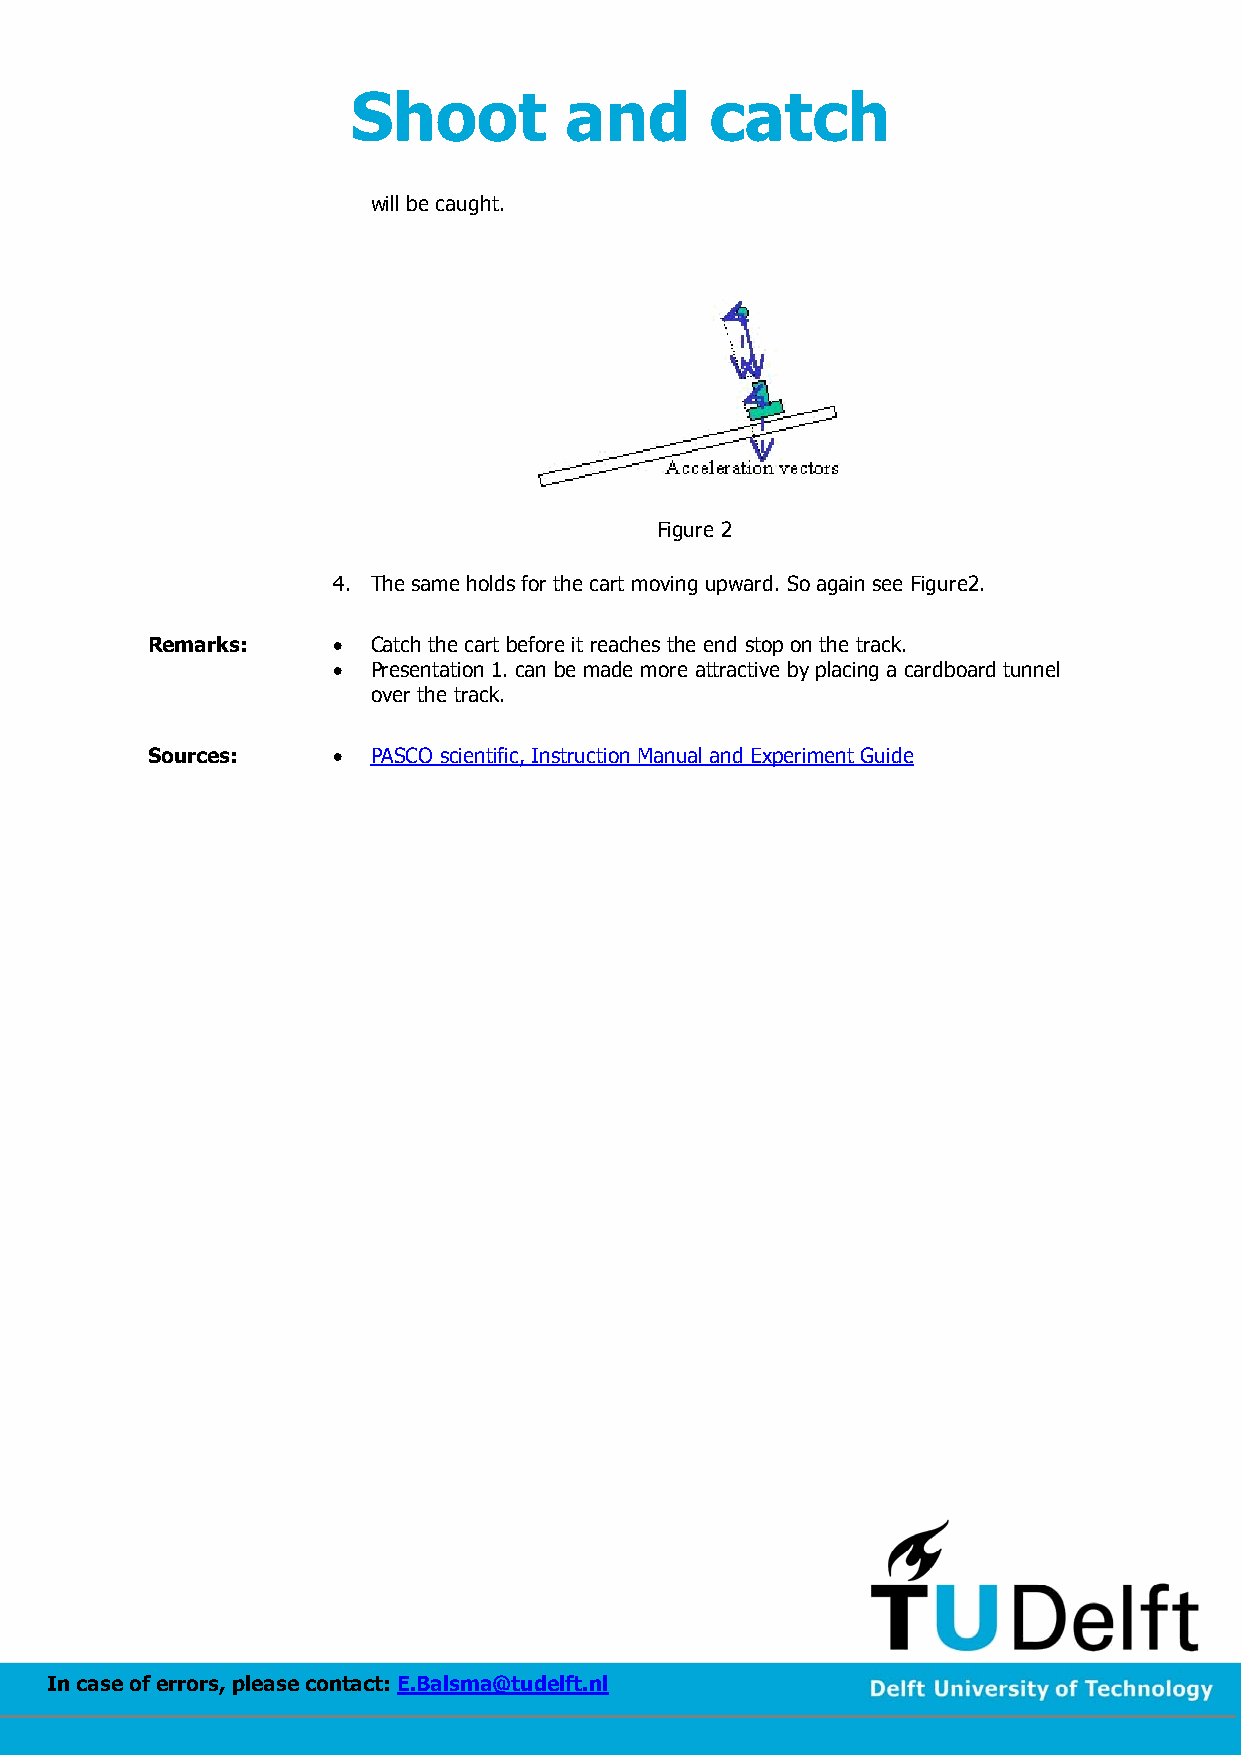 Shoot and catch
will be caught.
Acceleration vectors
Figure 2
4. The same holds for the cart moving upward. So again see Figure2.
Remarks: • Catch the cart before it reaches the end stop on the track.
• Presentation 1. can be made more attractive by placing a cardboard tunnel
over the track.
Sources: • PASCO scientific, Instruction Manual and Experiment Guide
TUDelft
In case of errors, please contact: E.Balsma@tudelft.nl
Delft University of Technology